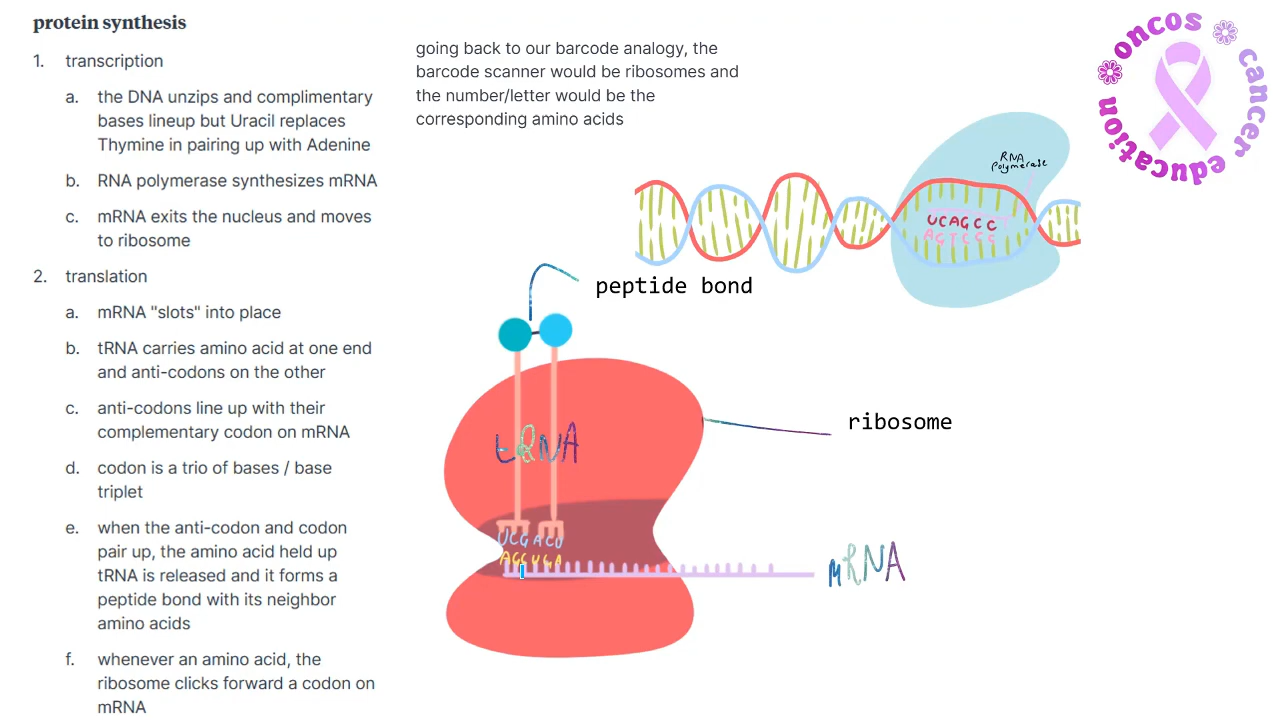 protein synthesis
1. transcription
a. the DNA unzips and complimentary
bases lineup but Uracil replaces
Thymine in pairing up with Adenine
b. RNA polymerase synthesizes mRNA
c. mRNA exits the nucleus and moves
to ribosome
2. translation
a. mRNA "slots" into place
b. tRNA carries amino acid at one end
and anti-codons on the other
c. anti-codons line up with their
complementary codon on mRNA
d. codon is a trio of bases / base
triplet
e. when the anti-codon and codon
pair up, the amino acid held up
tRNA is released and it forms a
peptide bond with its neighbor
amino acids
f. whenever an amino acid, the
ribosome clicks forward a codon on
mRNA
going back to our barcode analogy, the
barcode scanner would be ribosomes and
the number/letter would be the
corresponding amino acids
oncos cancer education
RNA
polymerase
UCAGCC
peptide bond
ribosome
tRNA
UCG ACU
AGC UGA
mRNA